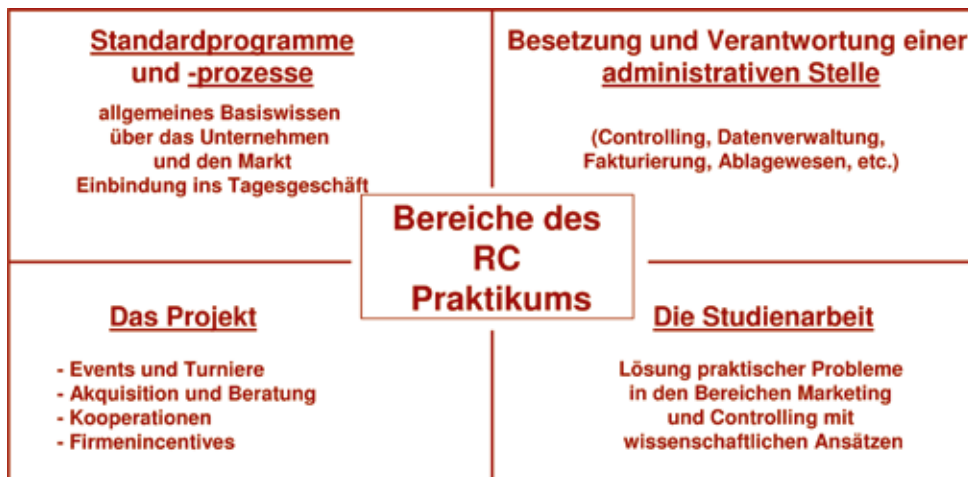 Standardprogramme
und -prozesse
allgemeines Basiswissen
über das Unternehmen
und den Markt
Einbindung ins Tagesgeschäft
Besetzung und Verantwortung einer
administrativen Stelle
(Controlling, Datenverwaltung,
Fakturierung, Ablagewesen, etc.)
Bereiche des
RC
Praktikums
Das Projekt
- Events und Turniere
- Akquisition und Beratung
- Kooperationen
- Firmenincentives
Die Studienarbeit
Lösung praktischer Probleme
in den Bereichen Marketing
und Controlling mit
wissenschaftlichen Ansätzen